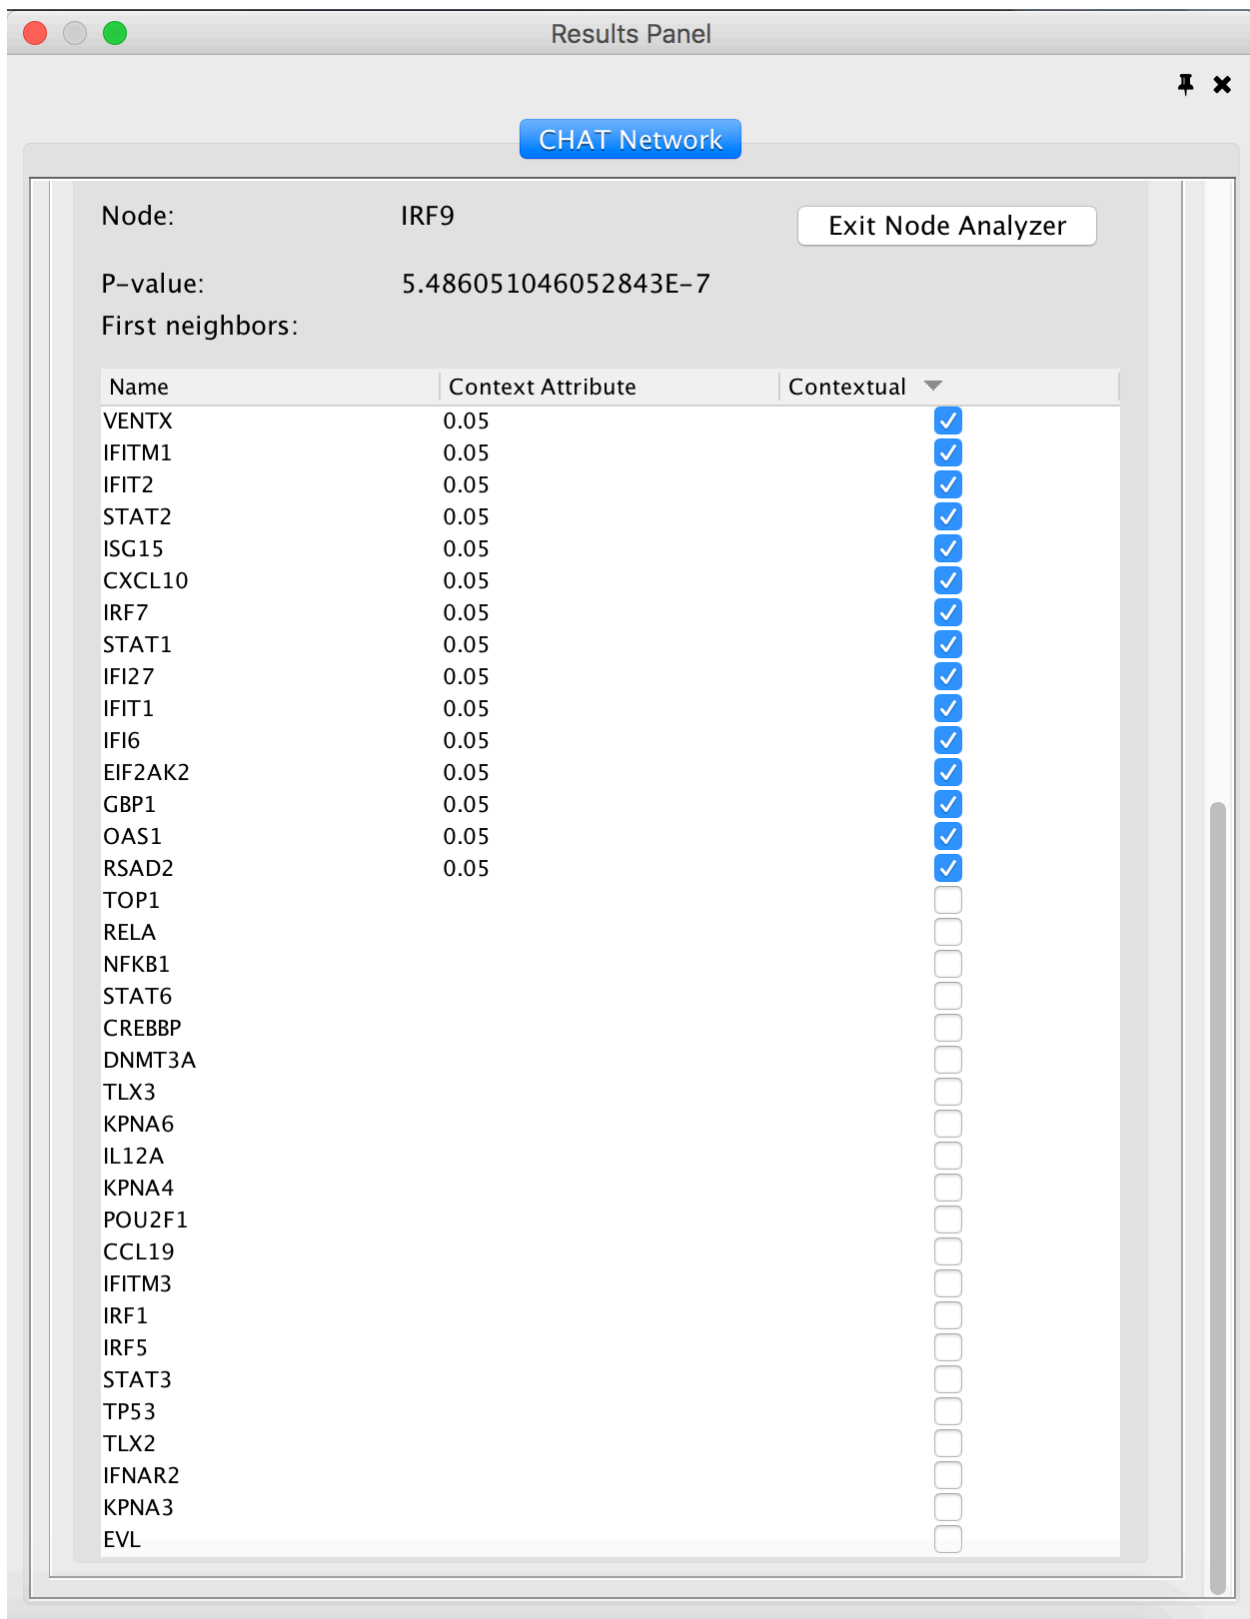 Results Panel
CHAT Network
Node: IRF9 Exit Node Analyzer
P-value: 5.486051046052843E-7
First neighbors:
Name Context Attribute Contextual
VENTX 0.05
IFITM1 0.05
IFIT2 0.05
STAT2 0.05
ISG15 0.05
CXCL10 0.05
IRF7 0.05
STAT1 0.05
IFI27 0.05
IFIT1 0.05
IFI6 0.05
EIF2AK2 0.05
GBP1 0.05
OAS1 0.05
RSAD2 0.05
TOP1
RELA
NFKB1
STAT6
CREBBP
DNMT3A
TLX3
KPNA6
IL12A
KPNA4
POU2F1
CCL19
IFITM3
IRF1
IRF5
STAT3
TP53
TLX2
IFNAR2
KPNA3
EVL